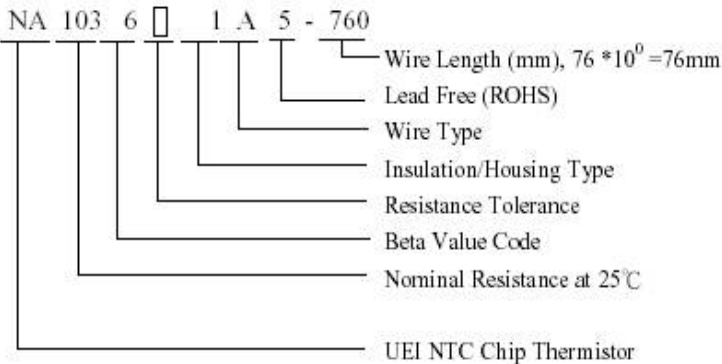 NA 103 6 □ 1 A 5 - 760
Wire Length (mm), 76 *10⁰ =76mm
Lead Free (ROHS)
Wire Type
Insulation/Housing Type
Resistance Tolerance
Beta Value Code
Nominal Resistance at 25℃
UEI NTC Chip Thermistor